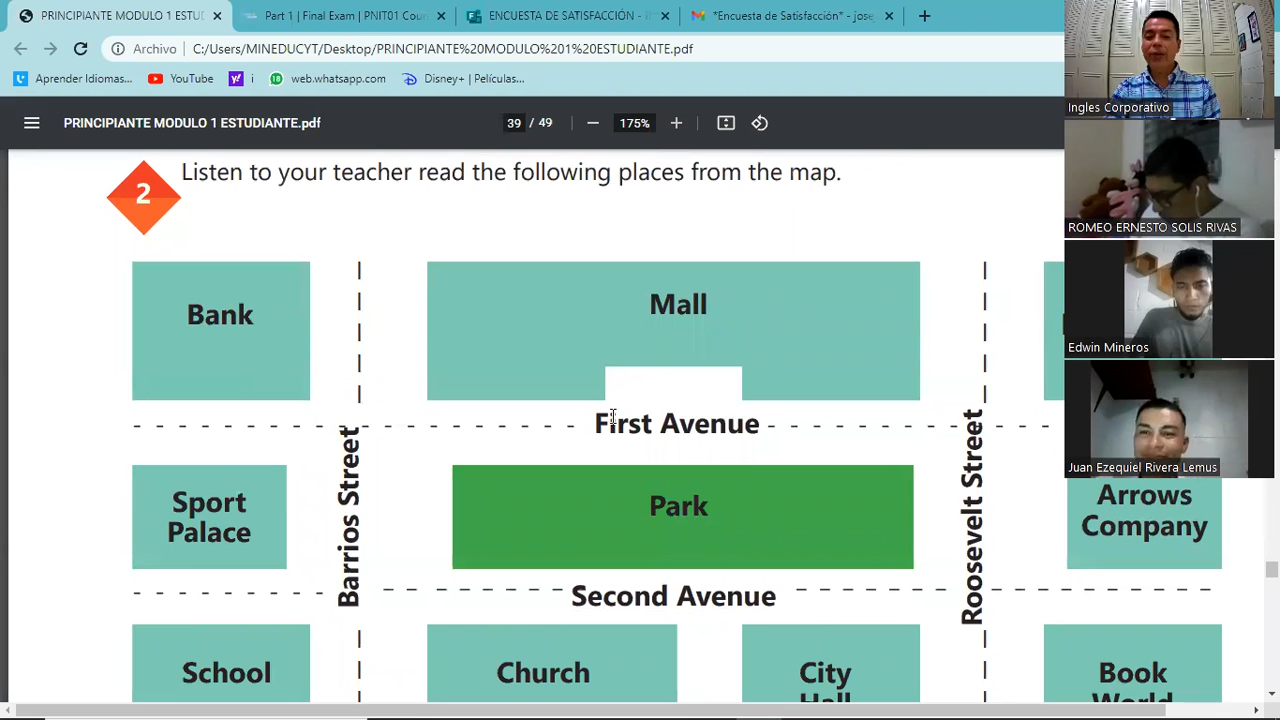 PRINCIPIANTE MODULO 1 ESTUD
Part 1 | Final Exam | PNIT01 Cour
ENCUESTA DE SATISFACCIÓN - In
*Encuesta de Satisfacción* - jose
Archivo
C:/Users/MINEDUCYT/Desktop/PRINCIPIANTE%20MODULO%201%20ESTUDIANTE.pdf
Aprender Idiomas...
YouTube
i
web.whatsapp.com
Disney+ | Películas,...
PRINCIPIANTE MODULO 1 ESTUDIANTE.pdf
39 / 49
175%
2
Listen to your teacher read the following places from the map.
Bank
Mall
First Avenue
Barrios Street
Roosevelt Street
Sport
Palace
Park
Arrows
Company
Second Avenue
School
Church
City
Hall
Book
World
Ingles Corporativo
ROMEO ERNESTO SOLIS RIVAS
Edwin Mineros
Juan Ezequiel Rivera Lemus